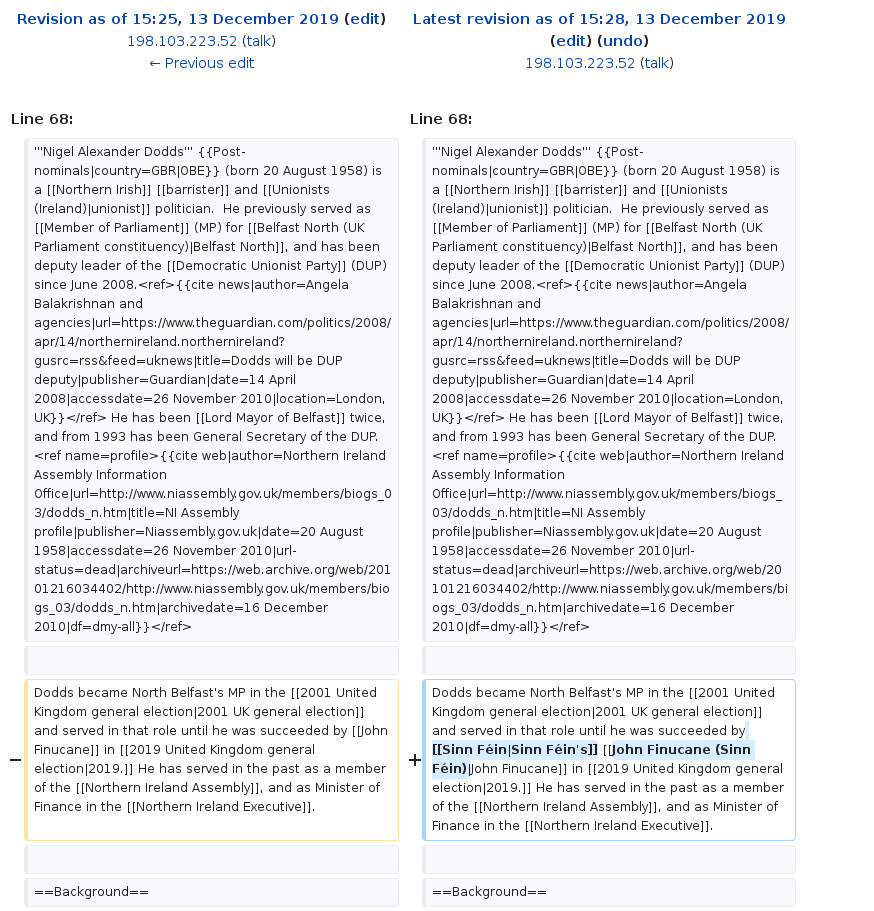 Revision as of 15:25, 13 December 2019 (edit)
198.103.223.52 (talk)
← Previous edit
Latest revision as of 15:28, 13 December 2019
(edit) (undo)
198.103.223.52 (talk)
Line 68:
'''Nigel Alexander Dodds''' {{Post-
nominals|country=GBR|OBE}} (born 20 August 1958) is
a [[Northern Irish]] [[barrister]] and [[Unionists
(Ireland)|unionist]] politician.  He previously served as
[[Member of Parliament]] (MP) for [[Belfast North (UK
Parliament constituency)|Belfast North]], and has been
deputy leader of the [[Democratic Unionist Party]] (DUP)
since June 2008.<ref>{{cite news|author=Angela
Balakrishnan and
agencies|url=https://www.theguardian.com/politics/2008/
apr/14/northernireland.northernireland?
gusrc=rss&feed=uknews|title=Dodds will be DUP
deputy|publisher=Guardian|date=14 April
2008|accessdate=26 November 2010|location=London,
UK}}</ref> He has been [[Lord Mayor of Belfast]] twice,
and from 1993 has been General Secretary of the DUP.
<ref name=profile>{{cite web|author=Northern Ireland
Assembly Information
Office|url=http://www.niassembly.gov.uk/members/biogs_0
3/dodds_n.htm|title=NI Assembly
profile|publisher=Niassembly.gov.uk|date=20 August
1958|accessdate=26 November 2010|url-
status=dead|archiveurl=https://web.archive.org/web/201
01216034402/http://www.niassembly.gov.uk/members/bio
gs_03/dodds_n.htm|archivedate=16 December
2010|df=dmy-all}}</ref>
−
Dodds became North Belfast's MP in the [[2001 United
Kingdom general election|2001 UK general election]]
and served in that role until he was succeeded by [[John
Finucane]] in [[2019 United Kingdom general
election|2019.]] He has served in the past as a member
of the [[Northern Ireland Assembly]], and as Minister of
Finance in the [[Northern Ireland Executive]].
==Background==
Line 68:
'''Nigel Alexander Dodds''' {{Post-
nominals|country=GBR|OBE}} (born 20 August 1958) is
a [[Northern Irish]] [[barrister]] and [[Unionists
(Ireland)|unionist]] politician.  He previously served as
[[Member of Parliament]] (MP) for [[Belfast North (UK
Parliament constituency)|Belfast North]], and has been
deputy leader of the [[Democratic Unionist Party]] (DUP)
since June 2008.<ref>{{cite news|author=Angela
Balakrishnan and
agencies|url=https://www.theguardian.com/politics/2008/
apr/14/northernireland.northernireland?
gusrc=rss&feed=uknews|title=Dodds will be DUP
deputy|publisher=Guardian|date=14 April
2008|accessdate=26 November 2010|location=London,
UK}}</ref> He has been [[Lord Mayor of Belfast]] twice,
and from 1993 has been General Secretary of the DUP.
<ref name=profile>{{cite web|author=Northern Ireland
Assembly Information
Office|url=http://www.niassembly.gov.uk/members/biogs_
03/dodds_n.htm|title=NI Assembly
profile|publisher=Niassembly.gov.uk|date=20 August
1958|accessdate=26 November 2010|url-
status=dead|archiveurl=https://web.archive.org/web/20
101216034402/http://www.niassembly.gov.uk/members/bi
ogs_03/dodds_n.htm|archivedate=16 December
2010|df=dmy-all}}</ref>
+
Dodds became North Belfast's MP in the [[2001 United
Kingdom general election|2001 UK general election]]
and served in that role until he was succeeded by
[[Sinn Féin|Sinn Féin's]] [[John Finucane (Sinn
Féin)|John Finucane]] in [[2019 United Kingdom general
election|2019.]] He has served in the past as a member
of the [[Northern Ireland Assembly]], and as Minister of
Finance in the [[Northern Ireland Executive]].
==Background==